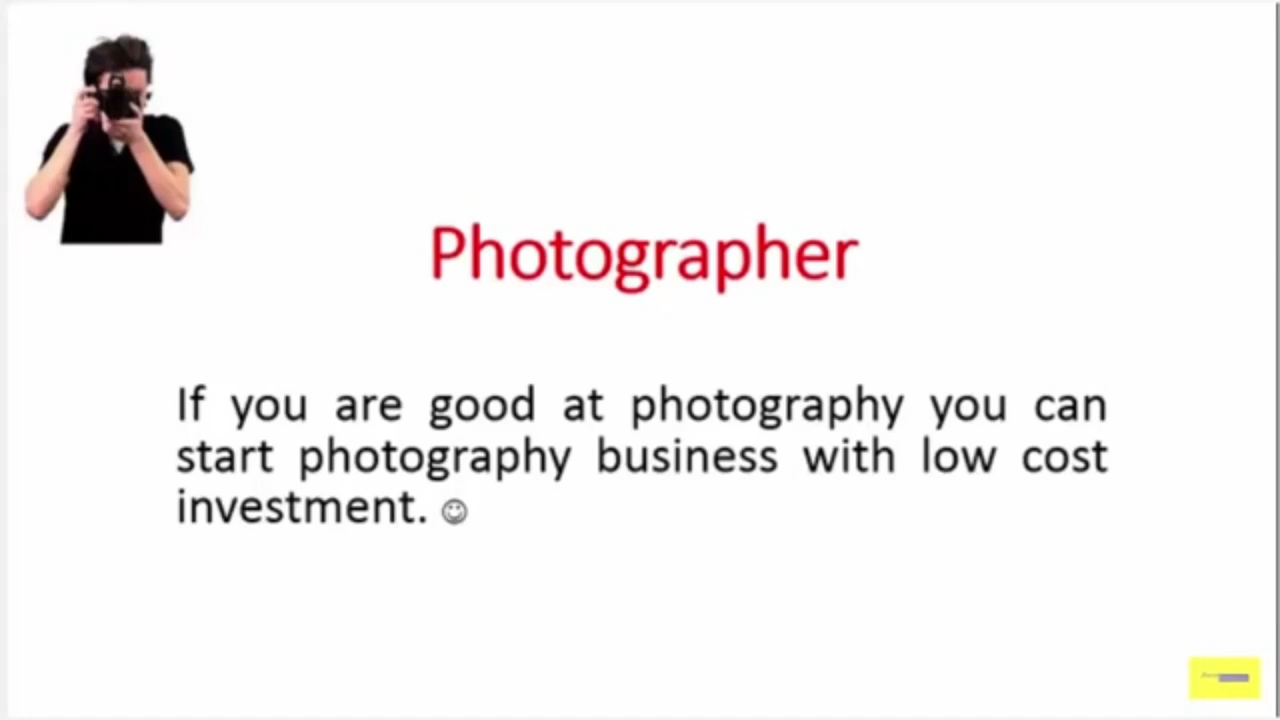 Photographer
If you are good at photography you can
start photography business with low cost
investment. ☺